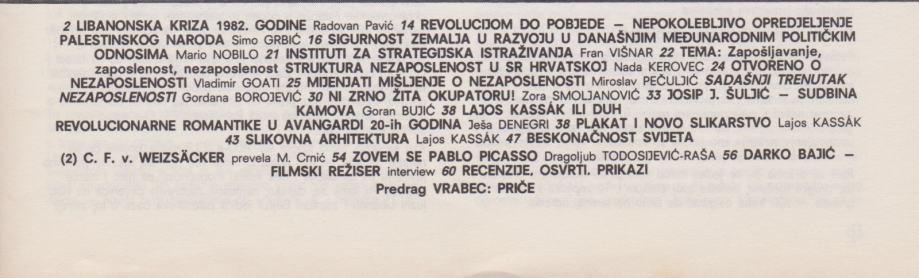 2 LIBANONSKA KRIZA 1982. GODINE Radovan Pavić 14 REVOLUCIJOM DO POBJEDE – NEPOKOLEBLJIVO OPREDJELJENJE
PALESTINSKOG NARODA Simo GRBIĆ 16 SIGURNOST ZEMALJA U RAZVOJU U DANAŠNJIM MEĐUNARODNIM POLITIČKIM
ODNOSIMA Mario NOBILO 21 INSTITUTI ZA STRATEGIJSKA ISTRAŽIVANJA Fran VIŠNAR 22 TEMA: Zapošljavanje,
zaposlenost, nezaposlenost STRUKTURA NEZAPOSLENOST U SR HRVATSKOJ Nada KEROVEC 24 OTVORENO O
NEZAPOSLENOSTI Vladimir GOATI 25 MIJENJATI MIŠLJENJE O NEZAPOSLENOSTI Miroslav PEČULJIĆ SADAŠNJI TRENUTAK
NEZAPOSLENOSTI Gordana BOROJEVIĆ 30 NI ZRNO ŽITA OKUPATORU! Zora SMOLJANOVIĆ 33 JOSIP J. ŠULJIĆ – SUDBINA
KAMOVA Goran BUJIĆ 38 LAJOS KASSÁK ILI DUH
REVOLUCIONARNE ROMANTIKE U AVANGARDI 20-ih GODINA Ješa DENEGRI 38 PLAKAT I NOVO SLIKARSTVO Lajos KASSÁK
43 SLIKOVNA ARHITEKTURA Lajos KASSÁK 47 BESKONAČNOST SVIJETA
(2) C. F. v. WEIZSÄCKER prevela M. Crnić 54 ZOVEM SE PABLO PICASSO Dragoljub TODOSIJEVIĆ-RAŠA 56 DARKO BAJIĆ –
FILMSKI REŽISER interview 60 RECENZIJE, OSVRTI. PRIKAZI
Predrag VRABEC: PRIČE